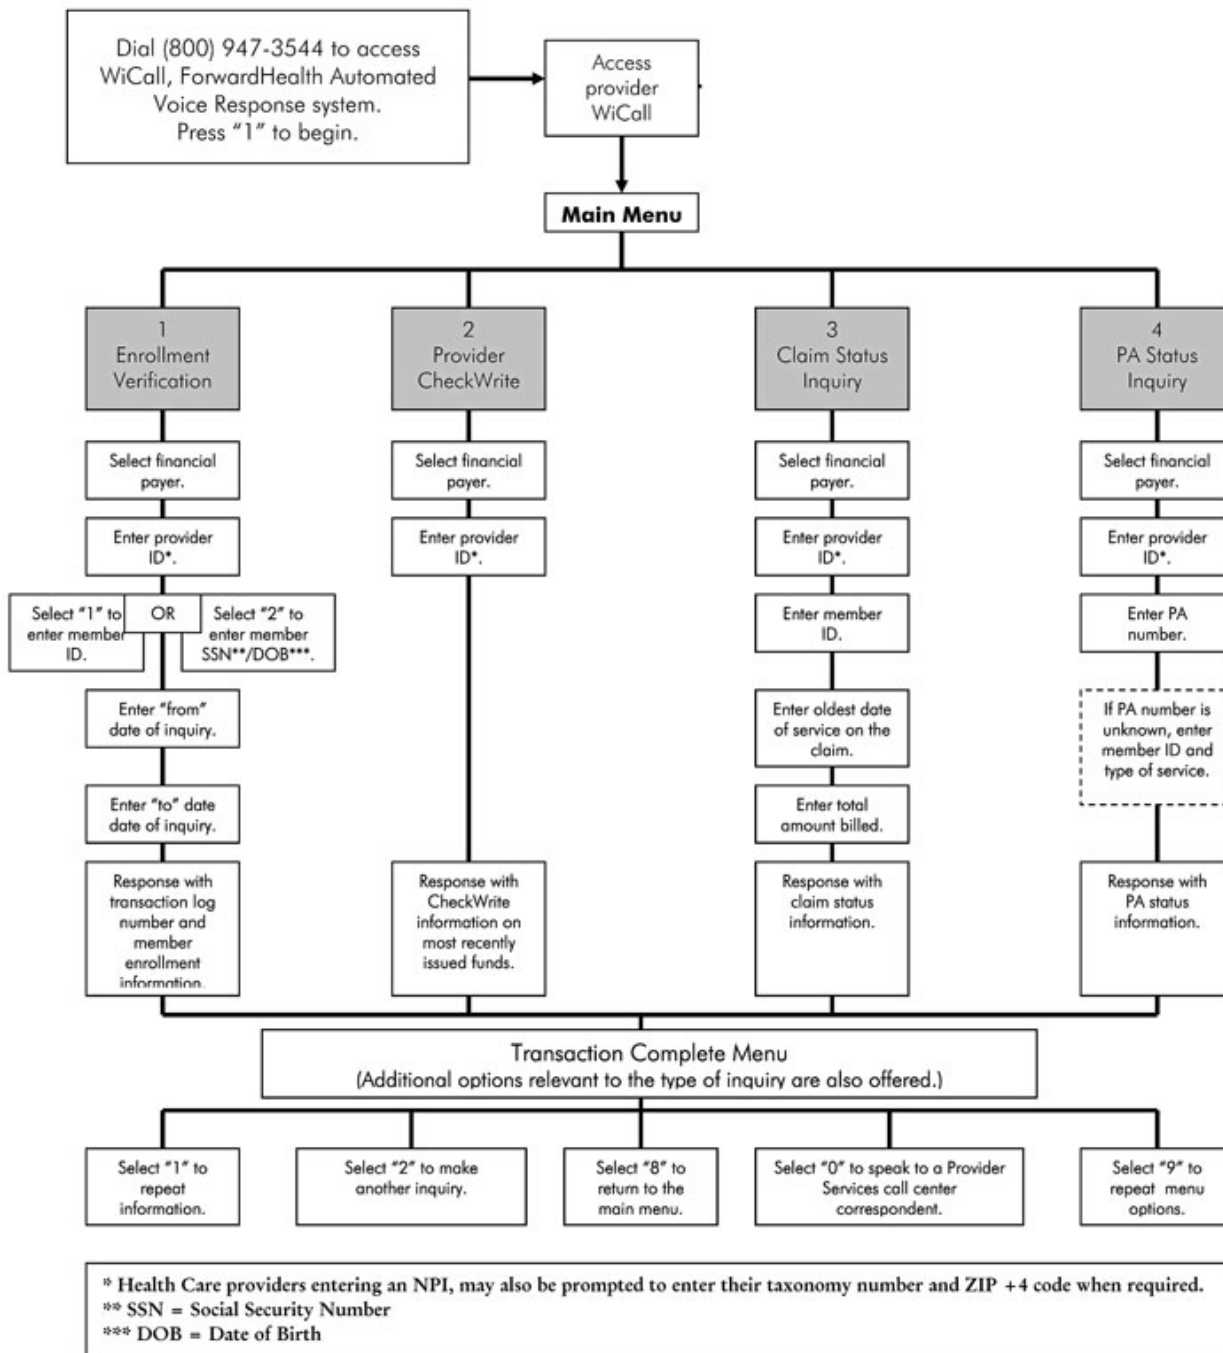 Dial (800) 947-3544 to access
WiCall, ForwardHealth Automated
Voice Response system.
Press "1" to begin.
Access
provider
WiCall
Main Menu
1
Enrollment
Verification
2
Provider
CheckWrite
3
Claim Status
Inquiry
4
PA Status
Inquiry
Select financial
payer.
Select financial
payer.
Select financial
payer.
Select financial
payer.
Enter provider
ID*.
Enter provider
ID*.
Enter provider
ID*.
Enter provider
ID*.
Select "1" to
enter member
ID.
OR
Select "2" to
enter member
SSN**/DOB***.
Enter member
ID.
Enter PA
number.
Enter "from"
date of inquiry.
Enter oldest date
of service on the
claim.
If PA number is
unknown, enter
member ID and
type of service.
Enter "to" date
date of inquiry.
Enter total
amount billed.
Response with
transaction log
number and
member
enrollment
information.
Response with
CheckWrite
information on
most recently
issued funds.
Response with
claim status
information.
Response with
PA status
information.
Transaction Complete Menu
(Additional options relevant to the type of inquiry are also offered.)
Select "1" to
repeat
information.
Select "2" to make
another inquiry.
Select "8" to
return to the
main menu.
Select "0" to speak to a Provider
Services call center
correspondent.
Select "9" to
repeat menu
options.
* Health Care providers entering an NPI, may also be prompted to enter their taxonomy number and ZIP +4 code when required.
** SSN = Social Security Number
*** DOB = Date of Birth